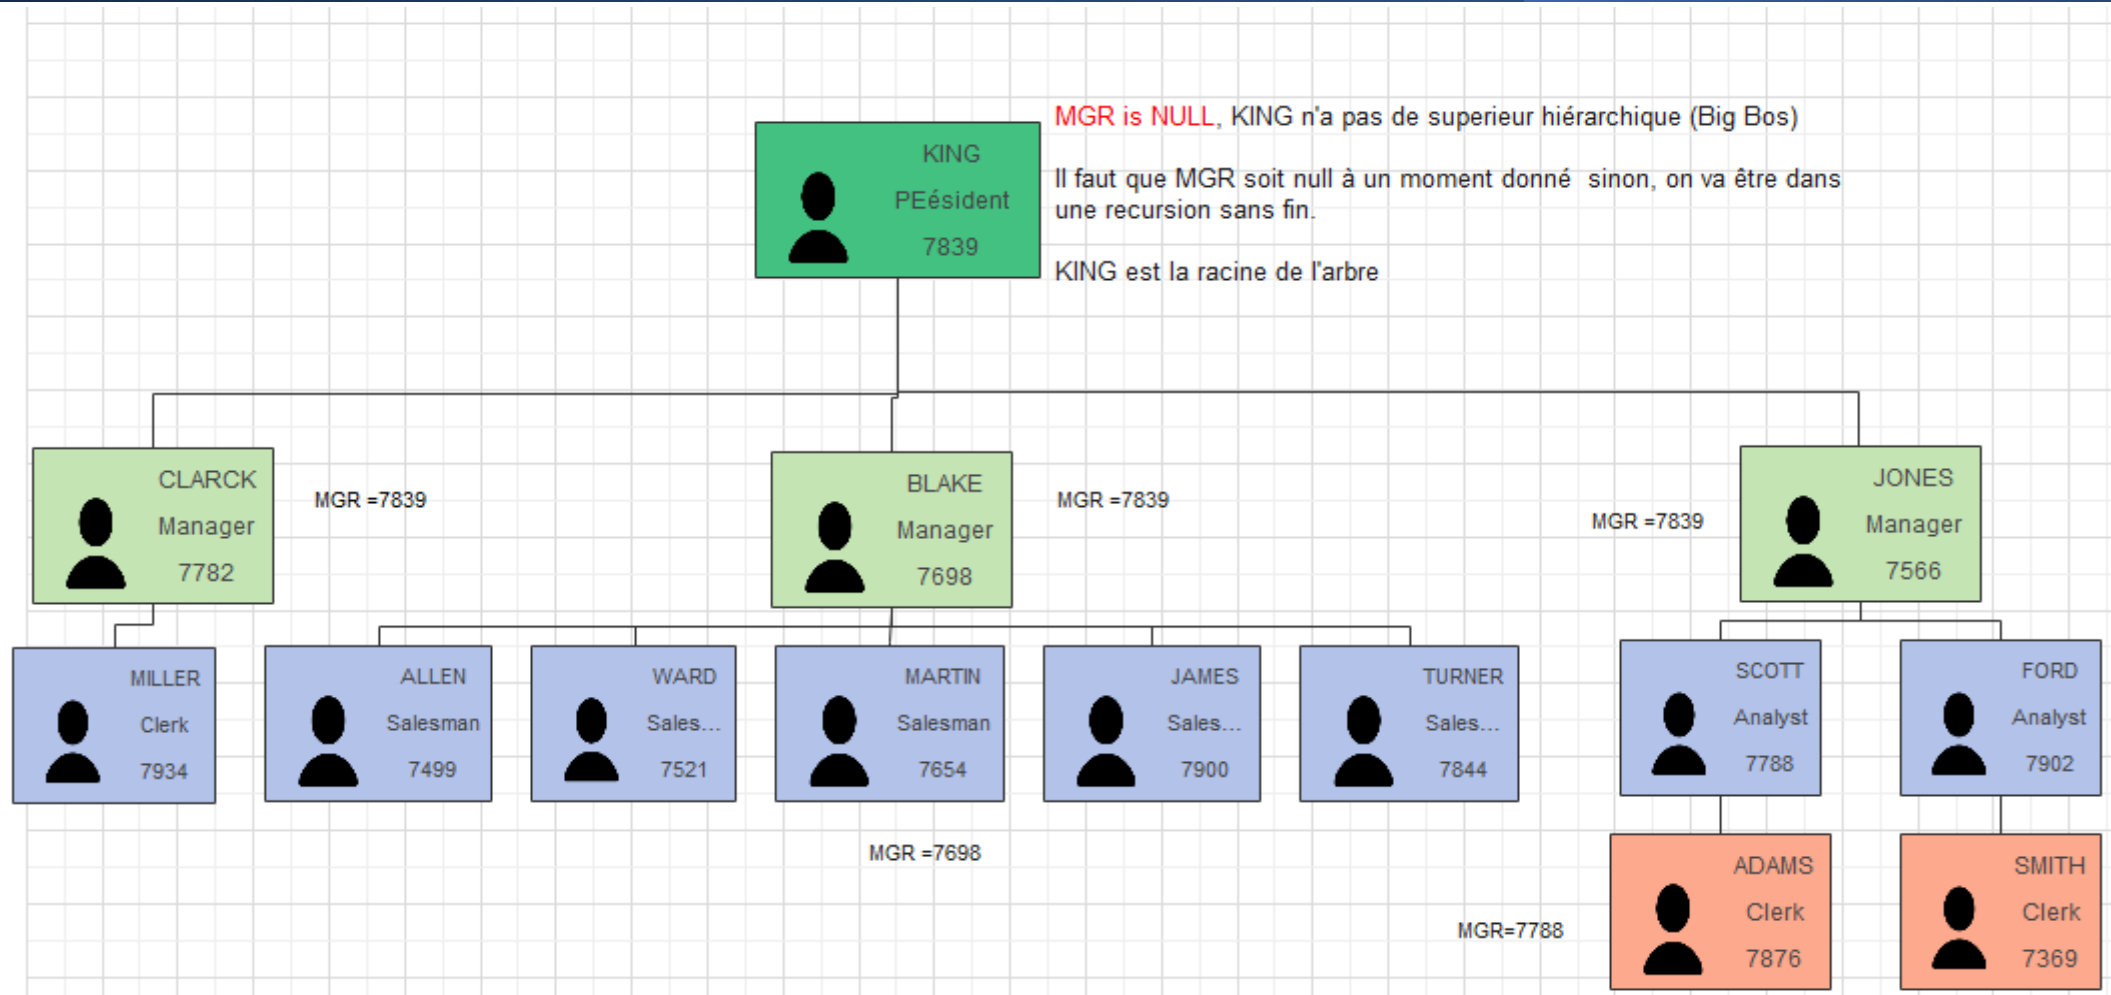 MGR is NULL, KING n'a pas de superieur hiérarchique (Big Bos)
KING
PEésident
7839
Il faut que MGR soit null à un moment donné sinon, on va être dans
une recursion sans fin.
KING est la racine de l'arbre
CLARCK
Manager
7782
MGR =7839
BLAKE
Manager
7698
MGR =7839
MGR =7839
JONES
Manager
7566
MILLER
Clerk
7934
ALLEN
Salesman
7499
WARD
Sales...
7521
MARTIN
Salesman
7654
JAMES
Sales...
7900
TURNER
Sales...
7844
SCOTT
Analyst
7788
FORD
Analyst
7902
MGR =7698
MGR=7788
ADAMS
Clerk
7876
SMITH
Clerk
7369